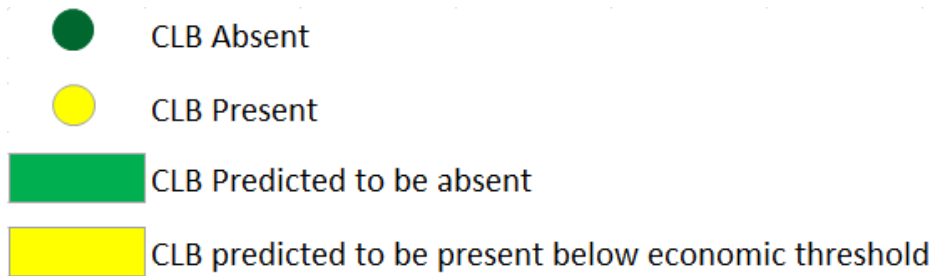 CLB Absent
CLB Present
CLB Predicted to be absent
CLB predicted to be present below economic threshold